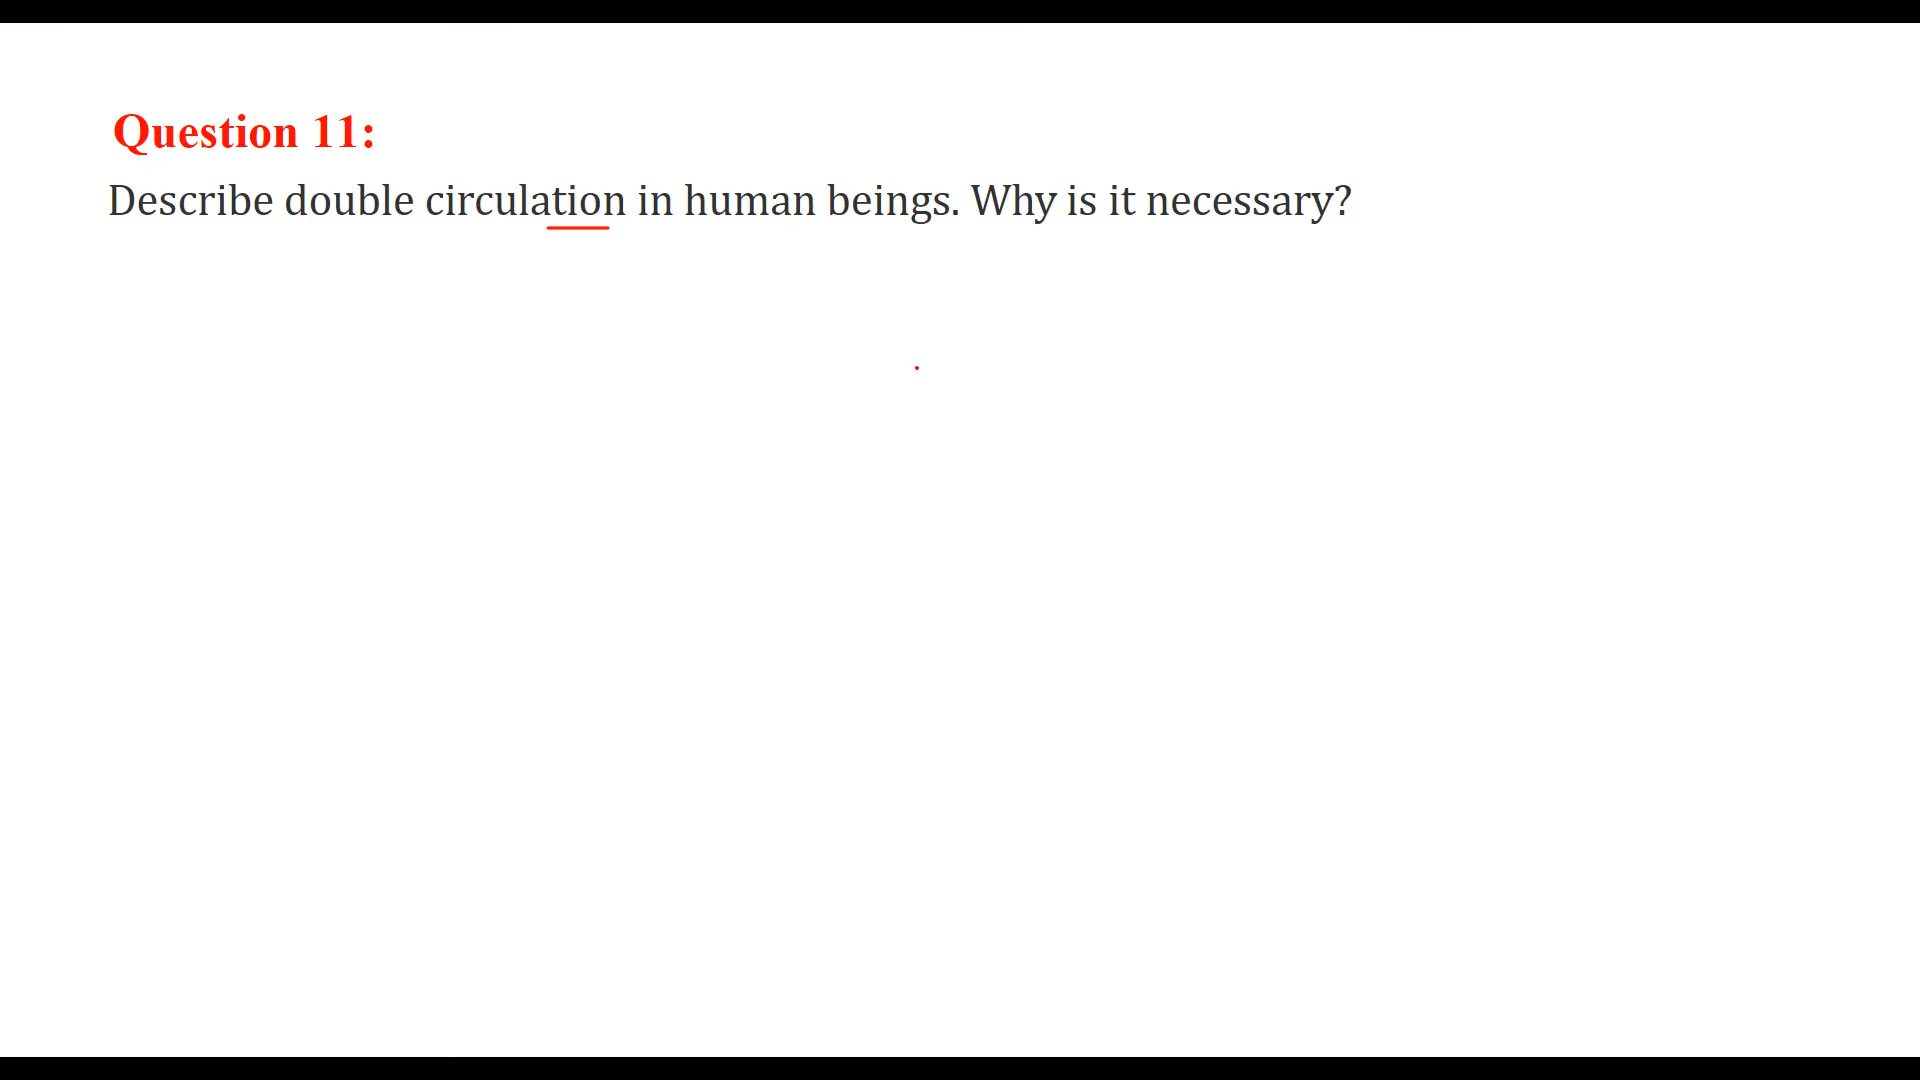 Question 11:
Describe double circulation in human beings. Why is it necessary?